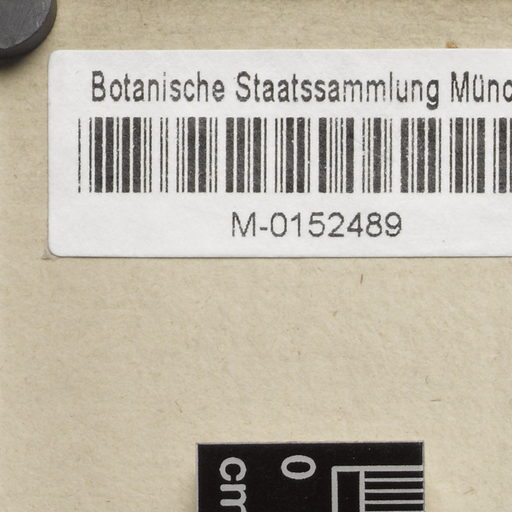 Botanische Staatssammlung Münc
M-0152489
0
cm